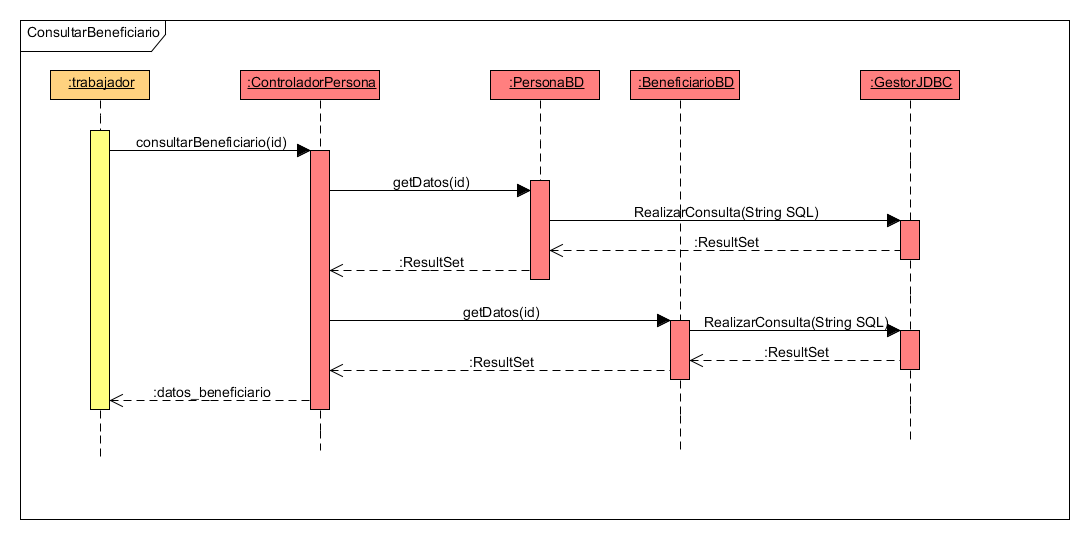 ConsultarBeneficiario
:trabajador
:ControladorPersona
:PersonaBD
:BeneficiarioBD
:GestorJDBC
consultarBeneficiario(id)
getDatos(id)
RealizarConsulta(String SQL)
:ResultSet
:ResultSet
getDatos(id)
RealizarConsulta(String SQL)
:ResultSet
:ResultSet
:datos_beneficiario